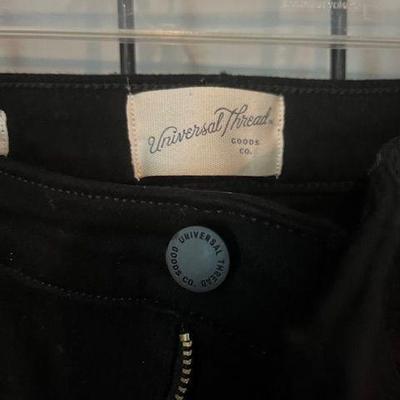 Universal Thread
GOODS
CO.
UNIVERSAL THREAD
GOODS CO.